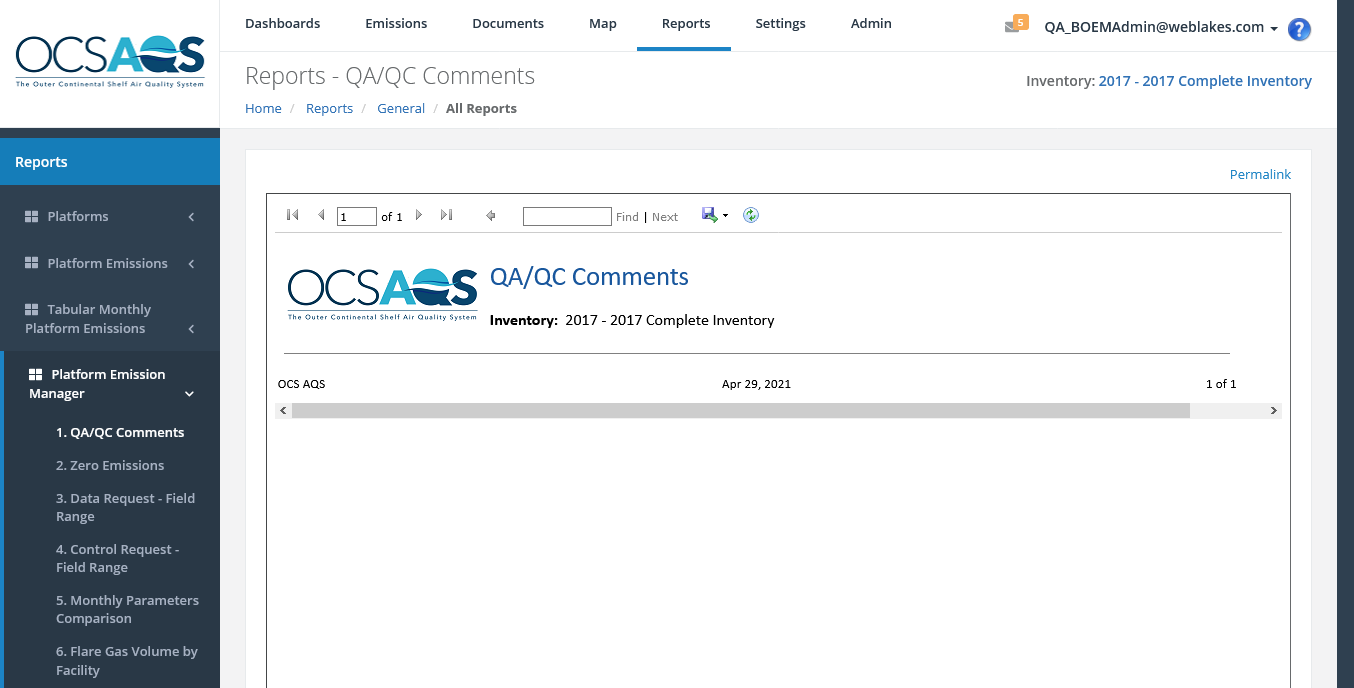 OCSAQS
The Outer Continental Shelf Air Quality System
Dashboards Emissions Documents Map Reports Settings Admin
5
QA_BOEMAdmin@weblakes.com
?
Reports - QA/QC Comments
Inventory: 2017 - 2017 Complete Inventory
Home / Reports / General / All Reports
Reports
Platforms
Platform Emissions
Tabular Monthly
Platform Emissions
Platform Emission
Manager
1. QA/QC Comments
2. Zero Emissions
3. Data Request - Field
Range
4. Control Request -
Field Range
5. Monthly Parameters
Comparison
6. Flare Gas Volume by
Facility
Permalink
1 of 1 Find | Next
OCSAQS
The Outer Continental Shelf Air Quality System
QA/QC Comments
Inventory: 2017 - 2017 Complete Inventory
OCS AQS Apr 29, 2021 1 of 1